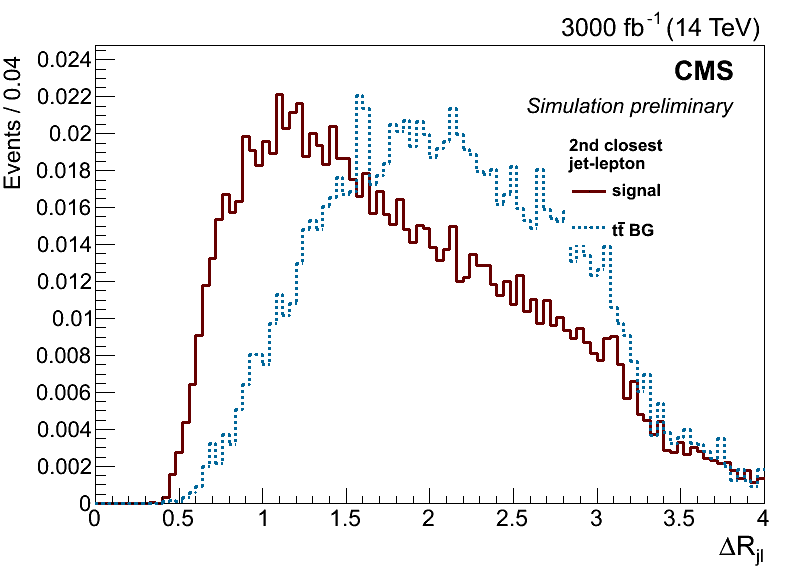 3000 fb⁻¹ (14 TeV)
Events / 0.04
0.024
0.022
0.02
0.018
0.016
0.014
0.012
0.01
0.008
0.006
0.004
0.002
0
CMS
Simulation preliminary
2nd closest
jet-lepton
signal
tt̄ BG
0 0.5 1 1.5 2 2.5 3 3.5 4
ΔRjl